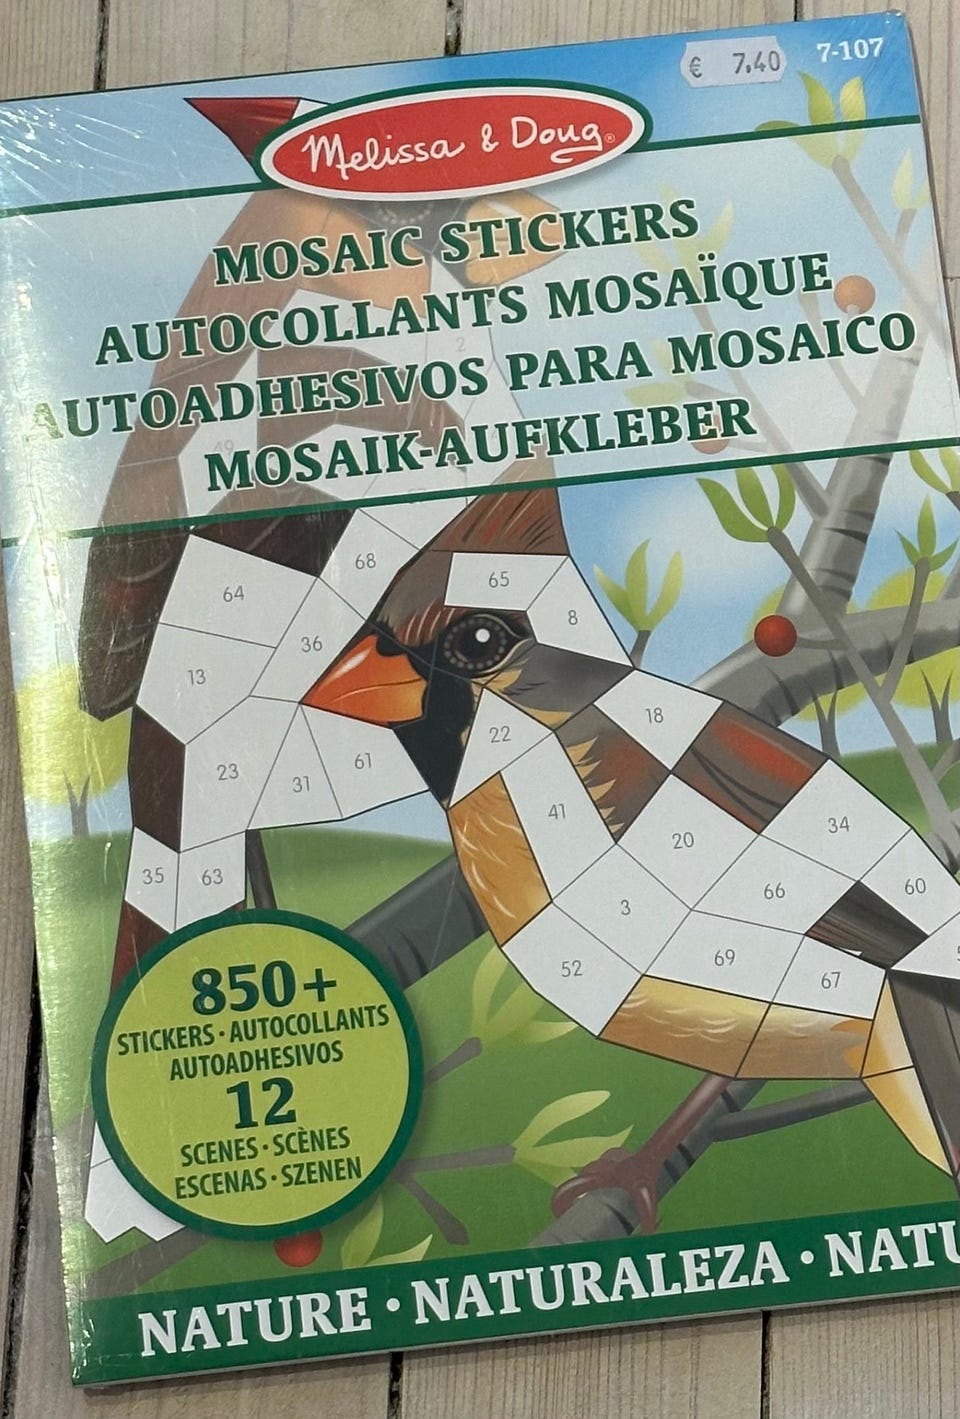 € 7,40
7-107
Melissa & Doug®
MOSAIC STICKERS
AUTOCOLLANTS MOSAÏQUE
AUTOADHESIVOS PARA MOSAICO
MOSAIK-AUFKLEBER
2
49
68
64
65
8
36
13
18
22
23
61
31
41
34
20
35
63
66
60
3
69
52
67
850+
STICKERS · AUTOCOLLANTS
AUTOADHESIVOS
12
SCENES · SCÈNES
ESCENAS · SZENEN
NATURE · NATURALEZA · NATU